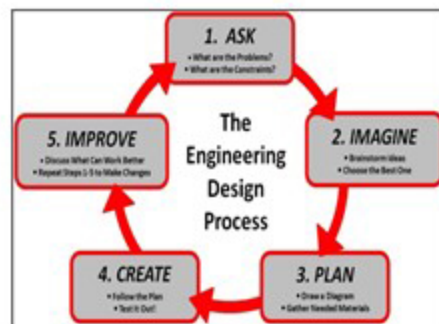 1. ASK
• What are the Problems?
• What are the Constraints?
The
Engineering
Design
Process
2. IMAGINE
• Brainstorm Ideas
• Choose the Best One
3. PLAN
• Draw a Diagram
• Gather Needed Materials
4. CREATE
• Follow the Plan
• Test It Out!
5. IMPROVE
• Discuss What Can Work Better
• Repeat Steps 1-5 to Make Changes